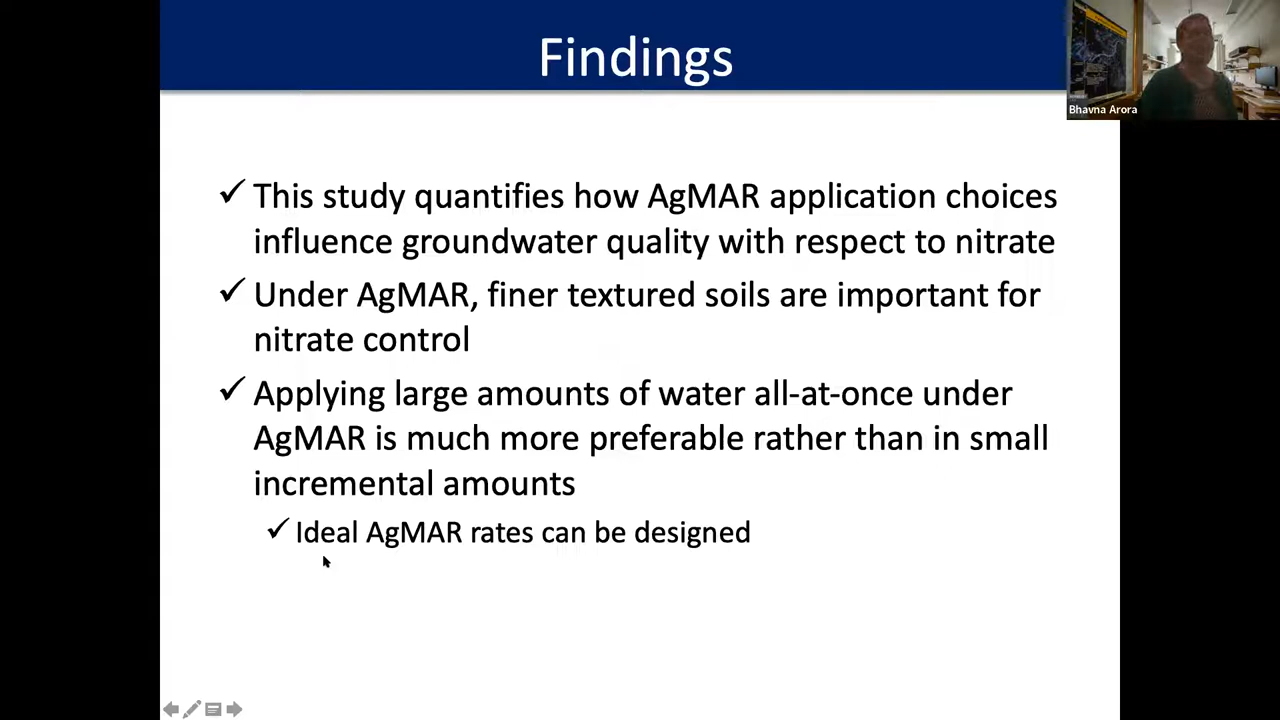 Findings
Bhavna Arora
✓ This study quantifies how AgMAR application choices
influence groundwater quality with respect to nitrate
✓ Under AgMAR, finer textured soils are important for
nitrate control
✓ Applying large amounts of water all-at-once under
AgMAR is much more preferable rather than in small
incremental amounts
✓ Ideal AgMAR rates can be designed